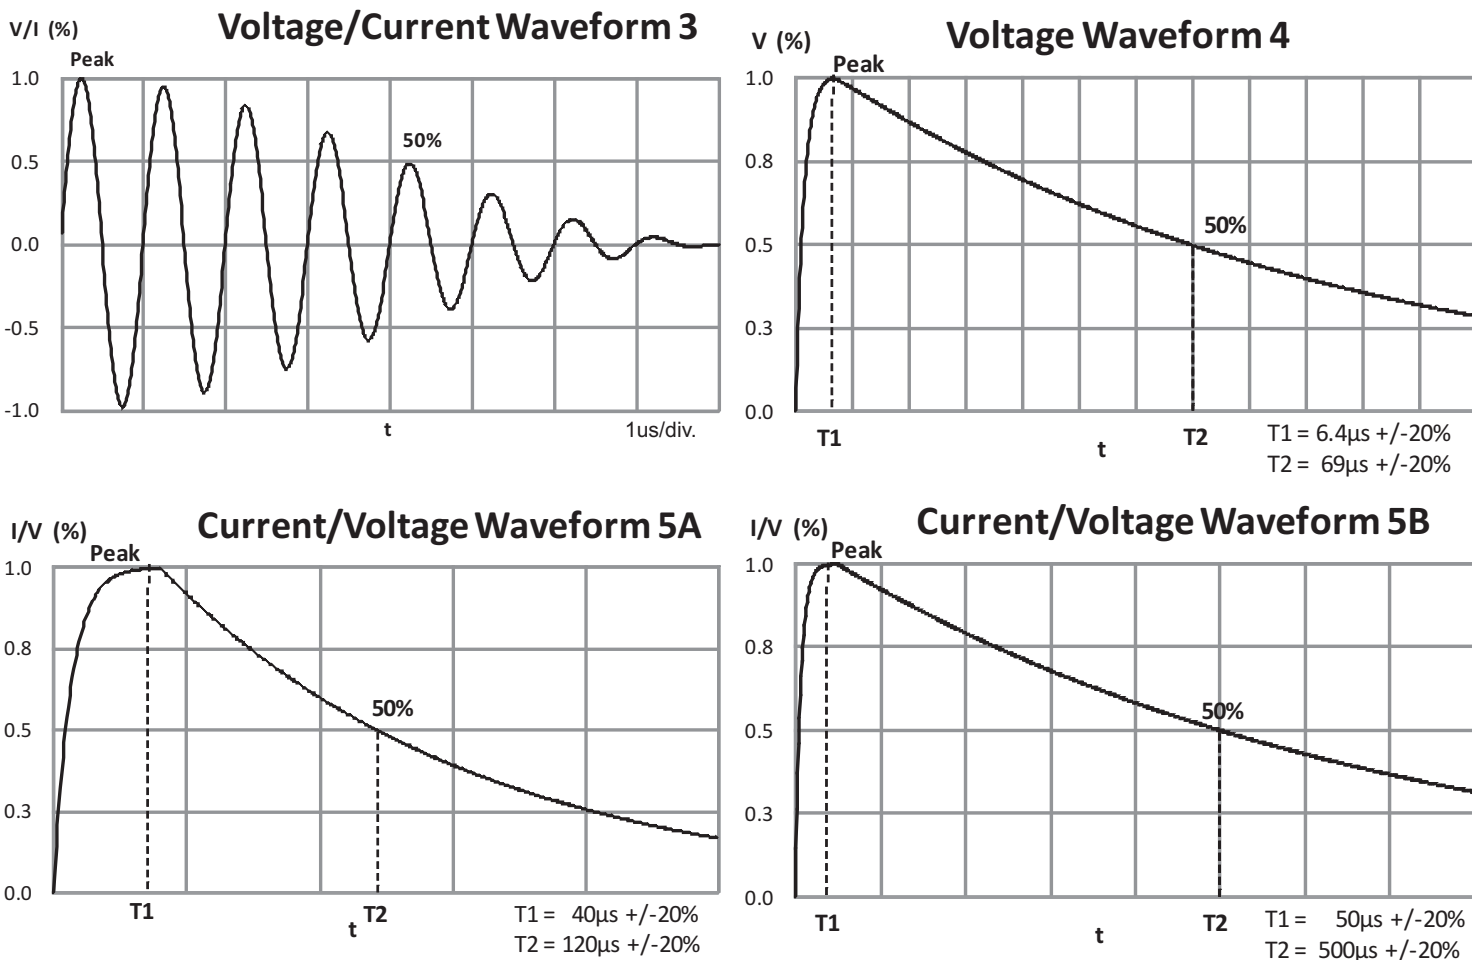 Voltage/Current Waveform 3
V/I (%)
Peak
1.0
0.5
50%
0.0
-0.5
-1.0
t
1us/div.
Voltage Waveform 4
V (%)
Peak
1.0
0.8
50%
0.5
0.3
0.0
T1
T2
t
T1 = 6.4µs +/-20%
T2 = 69µs +/-20%
Current/Voltage Waveform 5A
I/V (%)
Peak
1.0
0.8
50%
0.5
0.3
0.0
T1
T2
t
T1 = 40µs +/-20%
T2 = 120µs +/-20%
Current/Voltage Waveform 5B
I/V (%)
Peak
1.0
0.8
50%
0.5
0.3
0.0
T1
T2
t
T1 = 50µs +/-20%
T2 = 500µs +/-20%